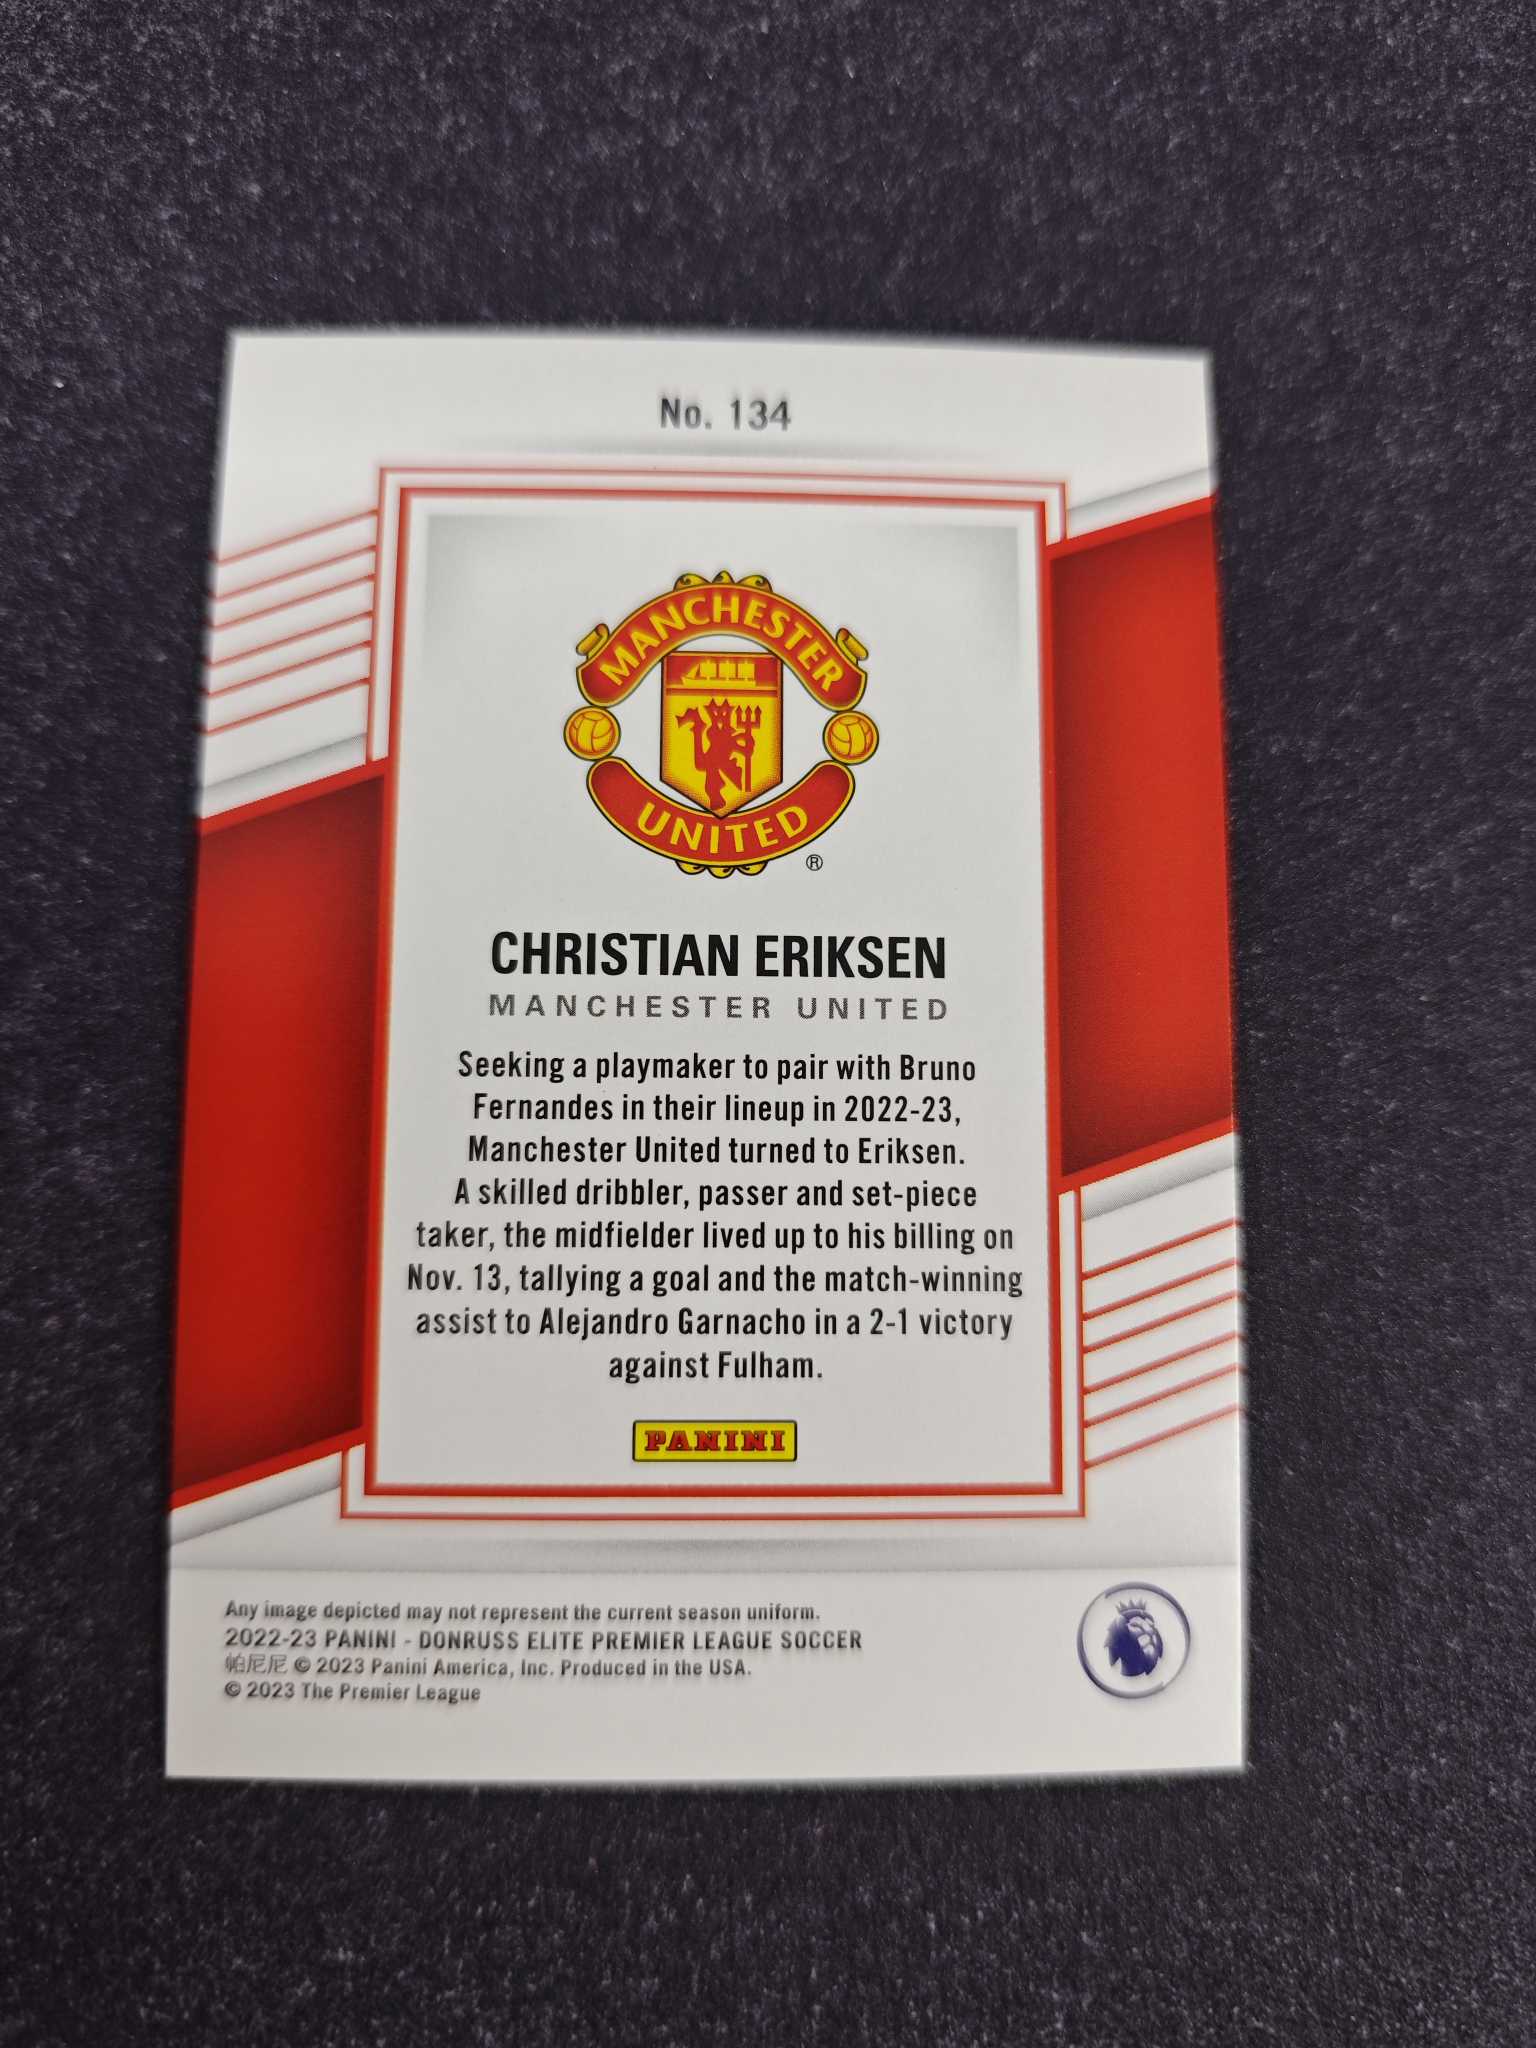 No. 134
MANCHESTER
UNITED
®
CHRISTIAN ERIKSEN
MANCHESTER UNITED
Seeking a playmaker to pair with Bruno
Fernandes in their lineup in 2022-23,
Manchester United turned to Eriksen.
A skilled dribbler, passer and set-piece
taker, the midfielder lived up to his billing on
Nov. 13, tallying a goal and the match-winning
assist to Alejandro Garnacho in a 2-1 victory
against Fulham.
PANINI
Any image depicted may not represent the current season uniform.
2022-23 PANINI - DONRUSS ELITE PREMIER LEAGUE SOCCER
帕尼尼 © 2023 Panini America, Inc. Produced in the USA.
© 2023 The Premier League